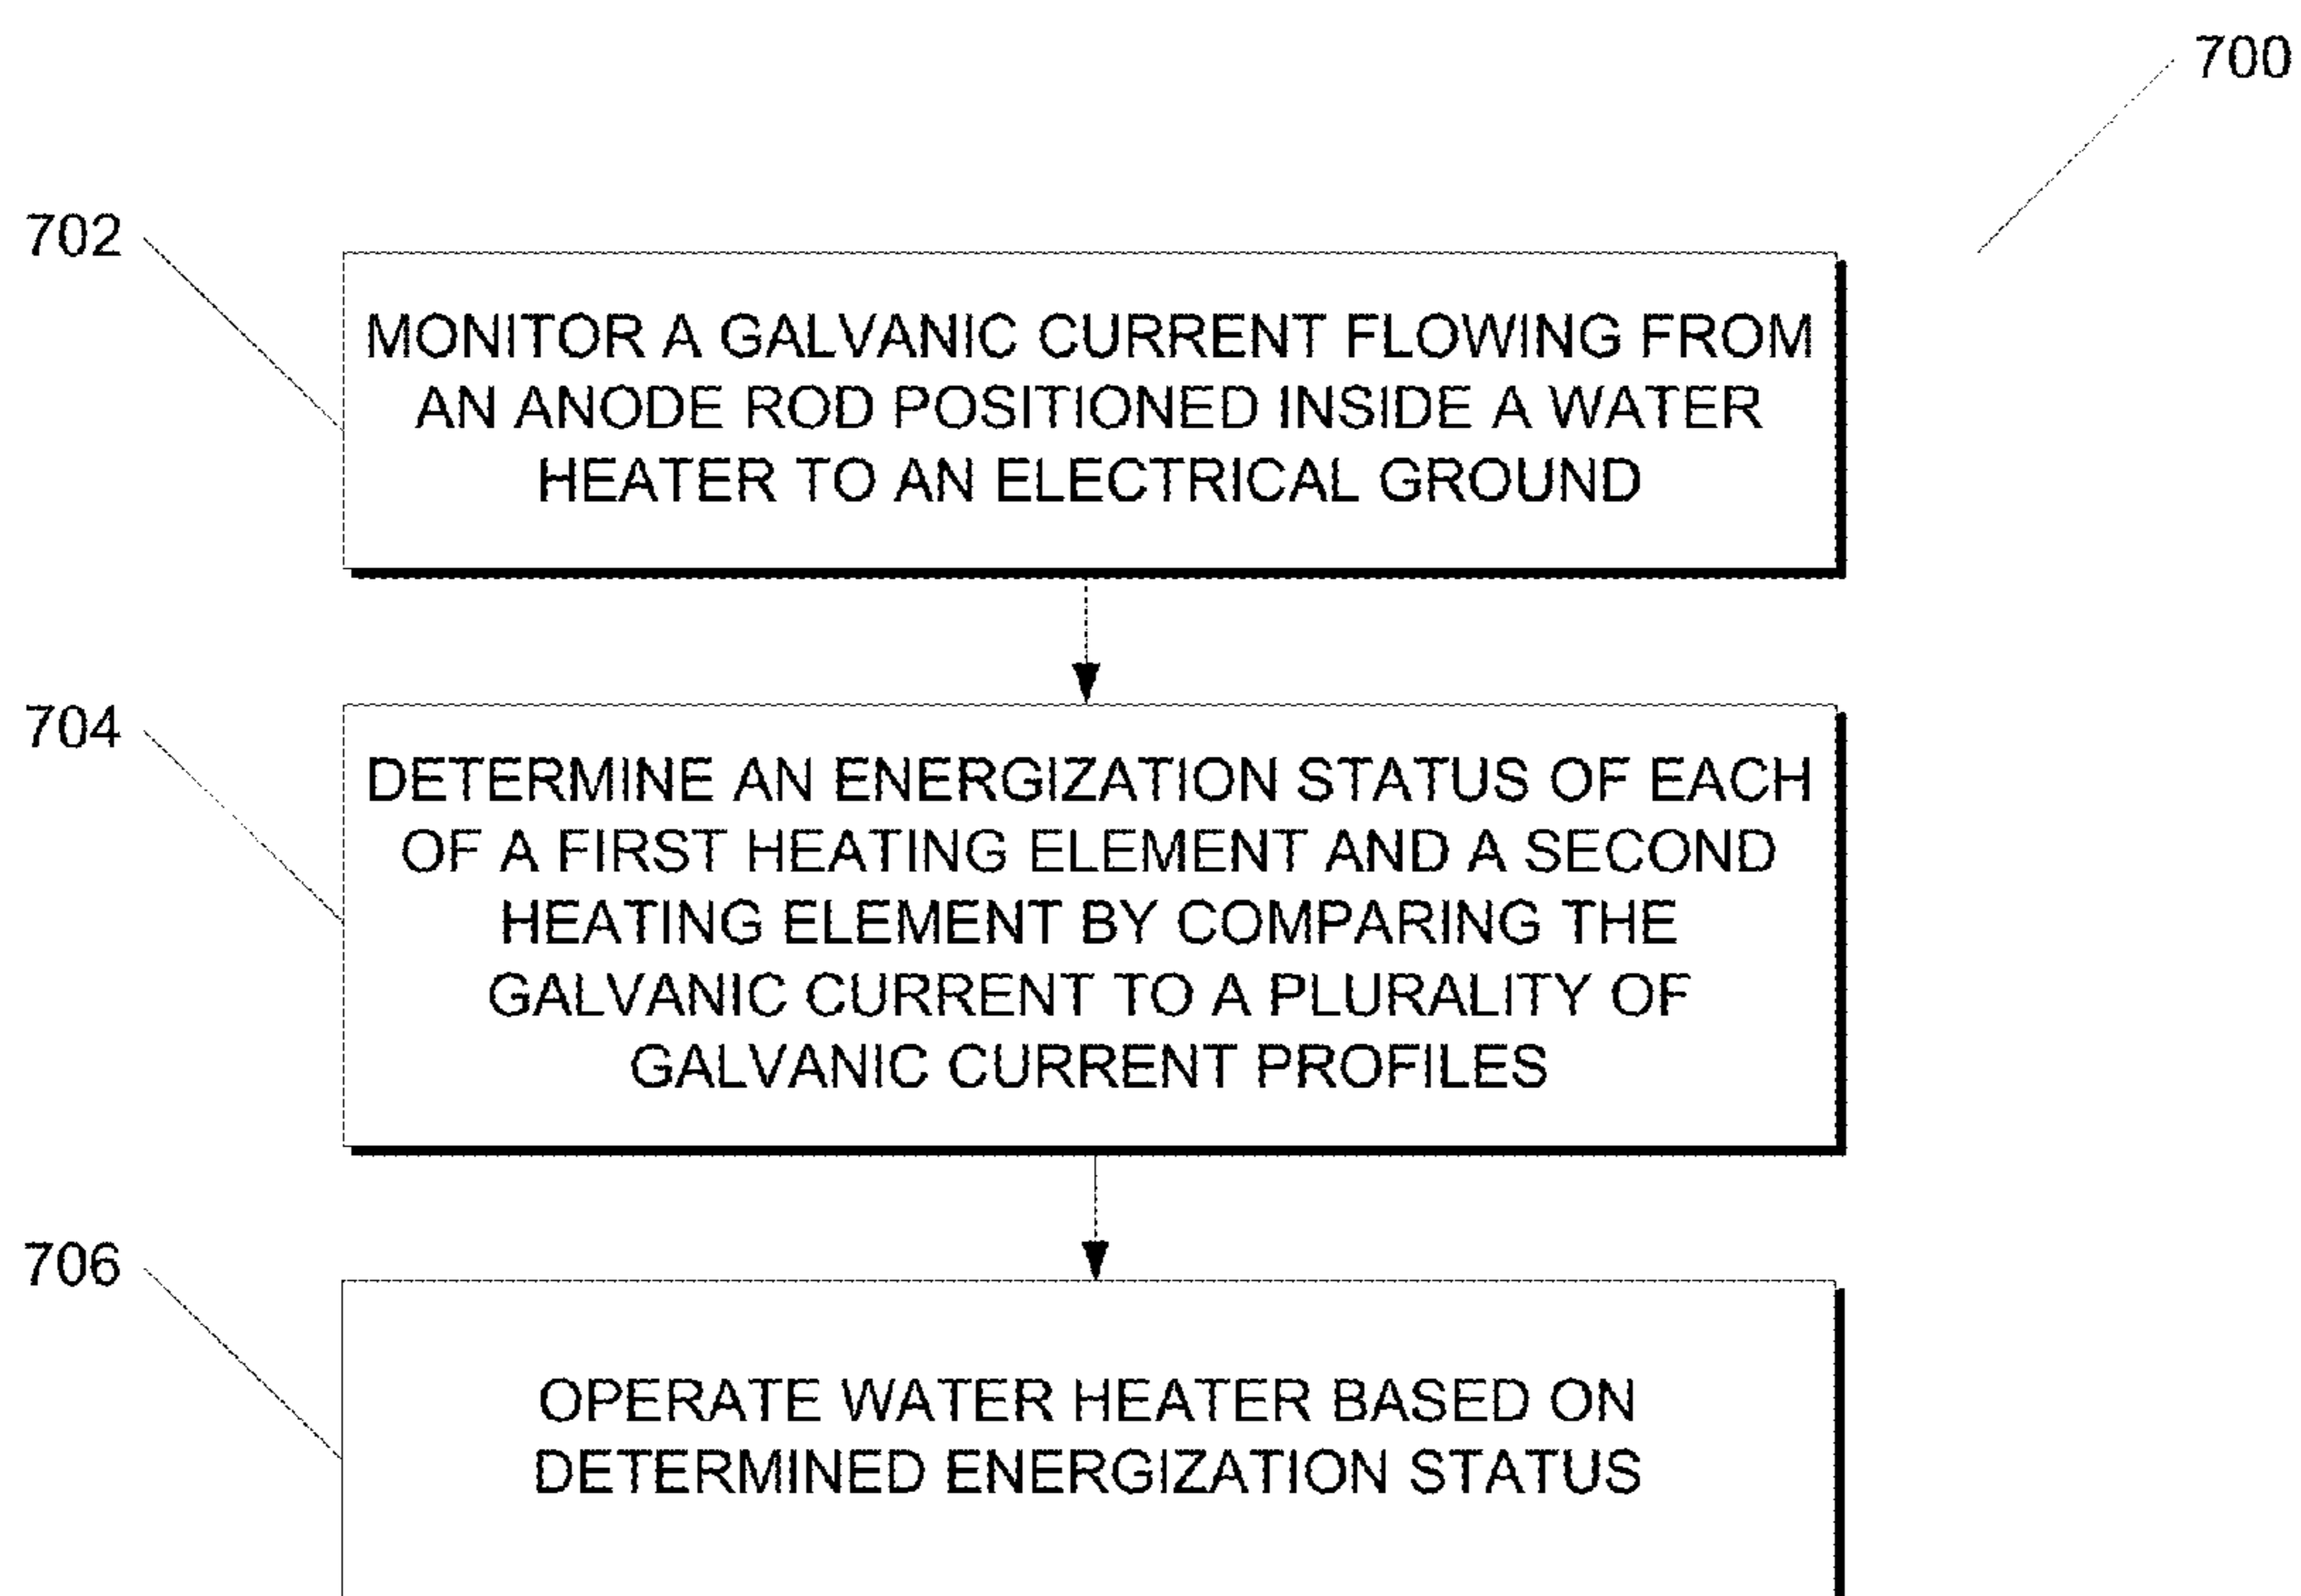 700
702
MONITOR A GALVANIC CURRENT FLOWING FROM
AN ANODE ROD POSITIONED INSIDE A WATER
HEATER TO AN ELECTRICAL GROUND
704
DETERMINE AN ENERGIZATION STATUS OF EACH
OF A FIRST HEATING ELEMENT AND A SECOND
HEATING ELEMENT BY COMPARING THE
GALVANIC CURRENT TO A PLURALITY OF
GALVANIC CURRENT PROFILES
706
OPERATE WATER HEATER BASED ON
DETERMINED ENERGIZATION STATUS